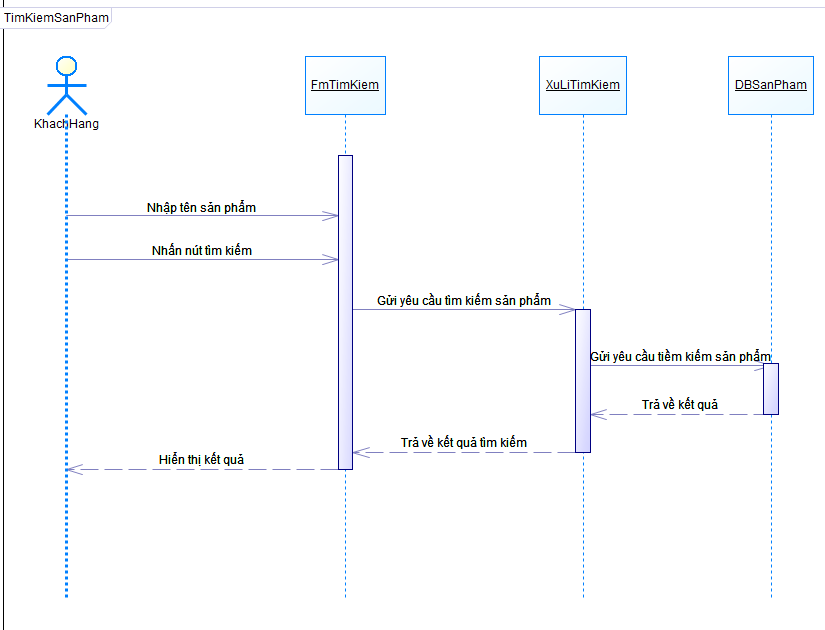 TimKiemSanPham
KhachHang
FmTimKiem
XuLiTimKiem
DBSanPham
Nhập tên sản phẩm
Nhấn nút tìm kiếm
Gửi yêu cầu tìm kiếm sản phẩm
Gửi yêu cầu tiềm kiếm sản phẩm
Trả về kết quả
Trả về kết quả tìm kiếm
Hiển thị kết quả